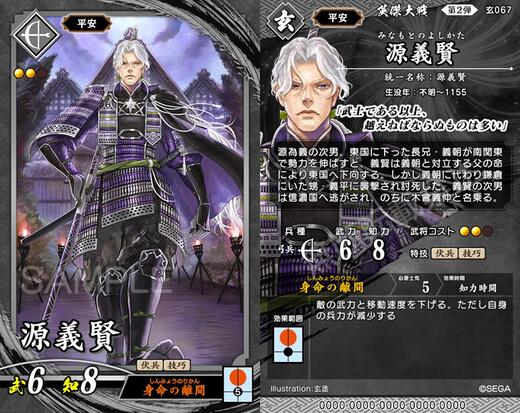 平安
SAMPLE
源義賢
伏兵 技巧
武6 知8
しんみょうのりかん
身命の離間
5
玄
平安
英傑大戦
第2弾
玄067
みなもとのよしかた
源義賢
統一名称:源義賢
生没年:不明～1155
「武士である以上、
超えねばならぬものは多い」
源為義の次男。東国に下った長兄・義朝が南関東
で勢力を伸ばすと、義賢は義朝と対立する父の命
により東国へ下向する。しかし義朝に代わり鎌倉
にいた甥・義平に襲撃され討死した。義賢の次男
は信濃国へ逃がされ、のちに木曾義仲と名乗る。
兵種 武力 知力 武将コスト
弓兵 6 8
特技 伏兵 技巧
しんみょうのりかん
身命の離間
必要士気
5
効果時間
知力時間
効果範囲
敵の武力と移動速度を下げる。ただし自身
の兵力が減少する
Illustration:玄丞
©SEGA
0000 0000 0000 0000 0000